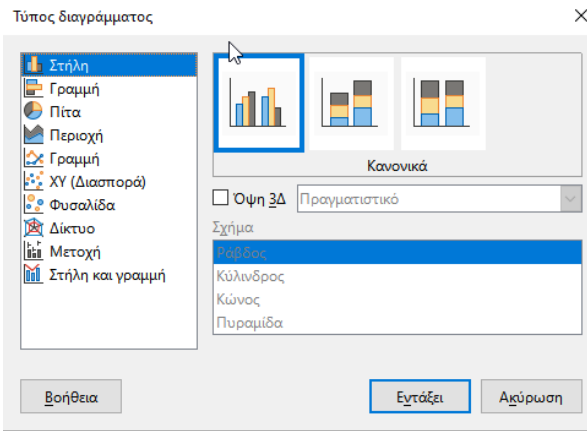 Τύπος διαγράμματος
Στήλη
Γραμμή
Πίτα
Περιοχή
Γραμμή
XY (Διασπορά)
Φυσαλίδα
Δίκτυο
Μετοχή
Στήλη και γραμμή
Κανονικά
Όψη 3Δ Πραγματιστικό
Σχήμα
Ράβδος
Κύλινδρος
Κώνος
Πυραμίδα
Βοήθεια Εντάξει Ακύρωση